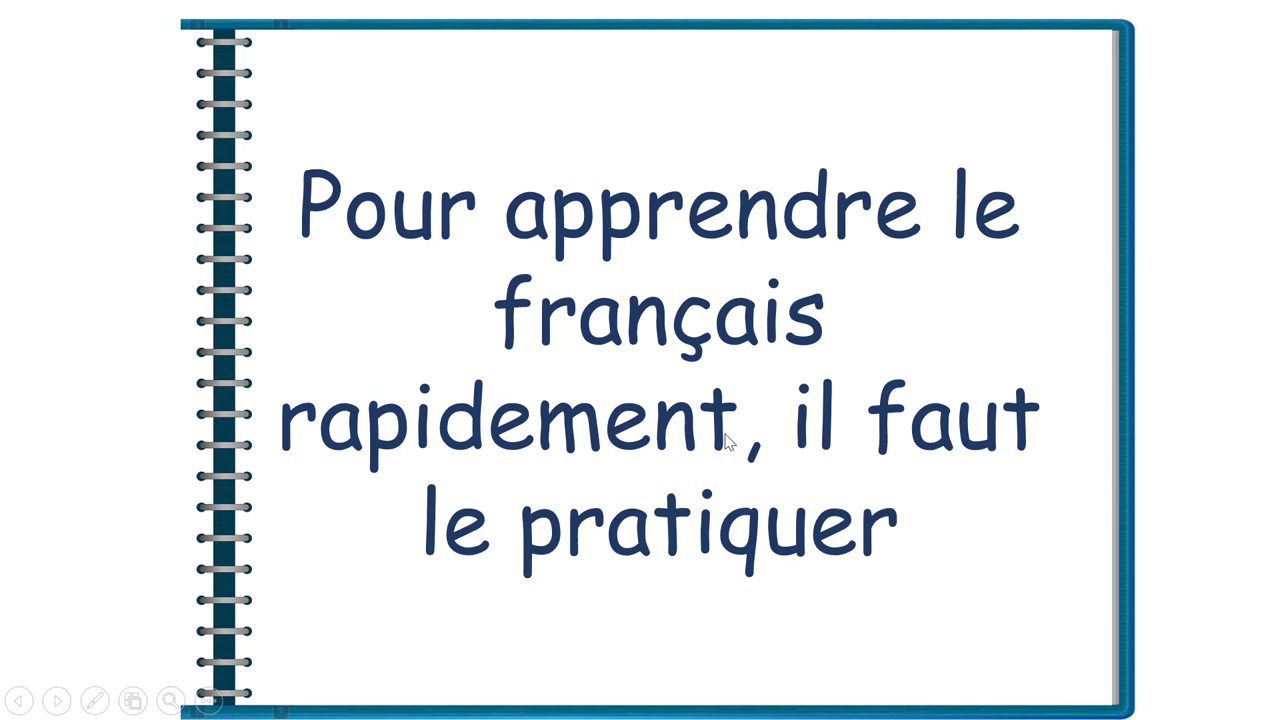 Pour apprendre le
français
rapidement, il faut
le pratiquer